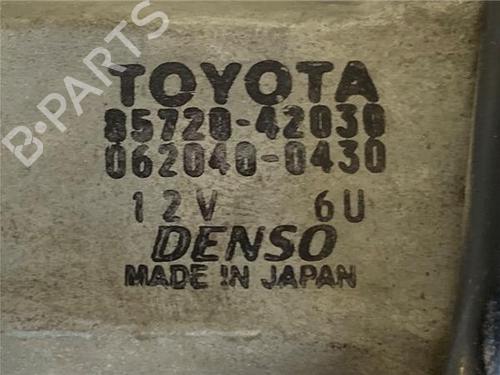 B-PARTS
TOYOTA
85720-42030
062040-0430
12V 6U
DENSO
MADE IN JAPAN